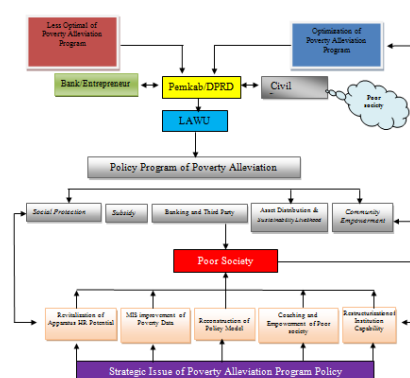 Less Optimal of
Poverty Alleviation
Program
Optimization of
Poverty Alleviation
Program
Bank/Entrepreneur
Pemkab/DPRD
Civil
Poor
society
LAWU
Policy Program of Poverty Alleviation
Social Protection
Subsidy
Banking and Third Party
Asset Distribution &
Sustainability Livelihood
Community
Empowerment
Poor Society
Revitalization of
Apparatus HR Potential
MIS improvement of
Poverty Data
Reconstruction of
Policy Model
Coaching and
Empowerment of Poor
society
Restructurization of
Institution
Capability
Strategic Issue of Poverty Alleviation Program Policy